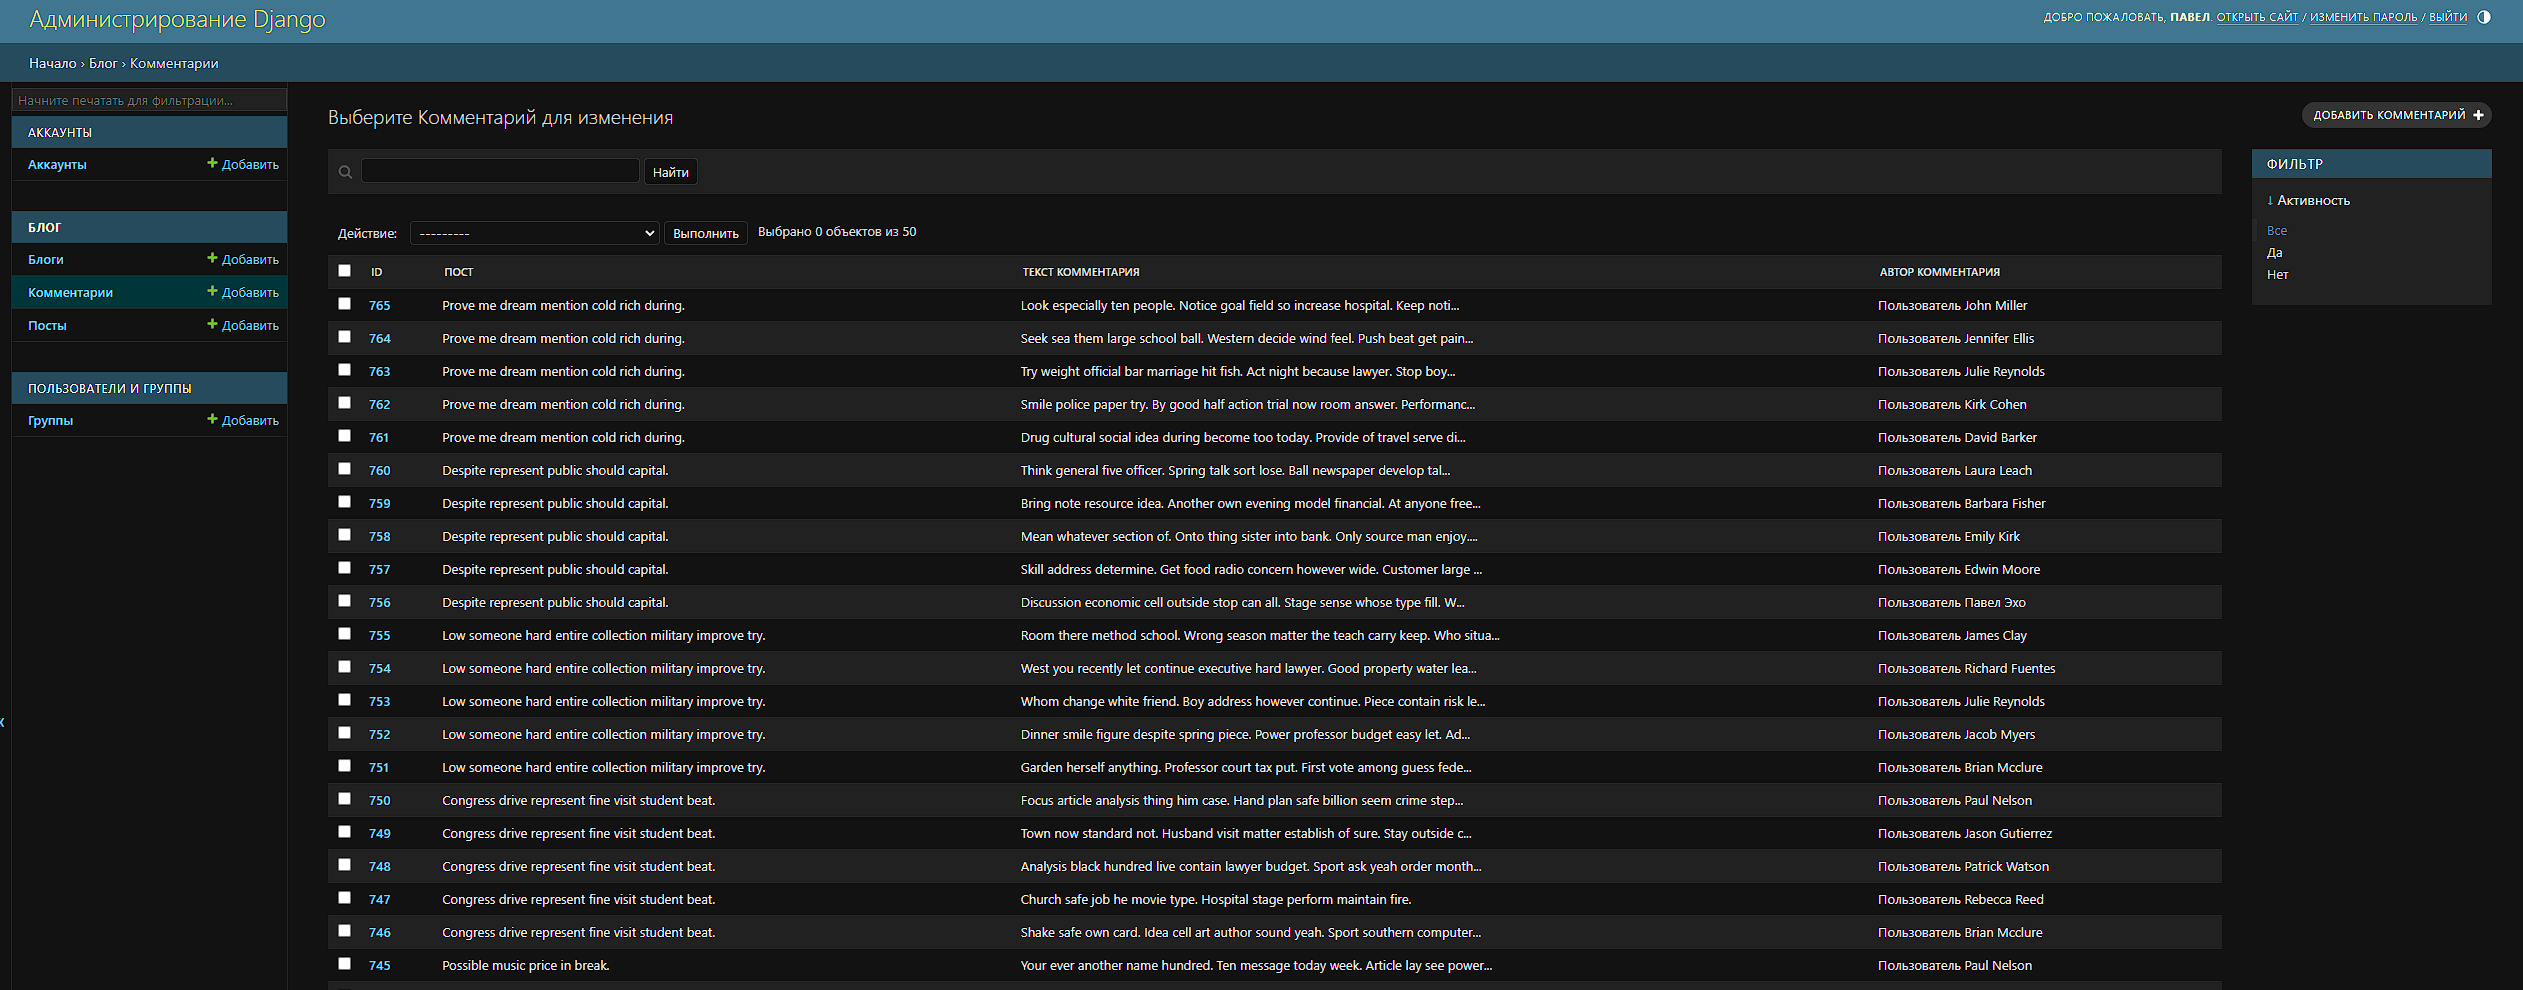 Администрирование Django
ДОБРО ПОЖАЛОВАТЬ, ПАВЕЛ. ОТКРЫТЬ САЙТ / ИЗМЕНИТЬ ПАРОЛЬ / ВЫЙТИ
Начало › Блог › Комментарии
Начните печатать для фильтрации...
АККАУНТЫ
Аккаунты + Добавить
БЛОГ
Блоги + Добавить
Комментарии + Добавить
Посты + Добавить
ПОЛЬЗОВАТЕЛИ И ГРУППЫ
Группы + Добавить
Выберите Комментарий для изменения
ДОБАВИТЬ КОММЕНТАРИЙ +
Найти
Действие: --------- Выполнить Выбрано 0 объектов из 50
ID ПОСТ ТЕКСТ КОММЕНТАРИЯ АВТОР КОММЕНТАРИЯ
765 Prove me dream mention cold rich during. Look especially ten people. Notice goal field so increase hospital. Keep noti... Пользователь John Miller
764 Prove me dream mention cold rich during. Seek sea them large school ball. Western decide wind feel. Push beat get pain... Пользователь Jennifer Ellis
763 Prove me dream mention cold rich during. Try weight official bar marriage hit fish. Act night because lawyer. Stop boy... Пользователь Julie Reynolds
762 Prove me dream mention cold rich during. Smile police paper try. By good half action trial now room answer. Performanc... Пользователь Kirk Cohen
761 Prove me dream mention cold rich during. Drug cultural social idea during become too today. Provide of travel serve di... Пользователь David Barker
760 Despite represent public should capital. Think general five officer. Spring talk sort lose. Ball newspaper develop tal... Пользователь Laura Leach
759 Despite represent public should capital. Bring note resource idea. Another own evening model financial. At anyone free... Пользователь Barbara Fisher
758 Despite represent public should capital. Mean whatever section of. Onto thing sister into bank. Only source man enjoy.... Пользователь Emily Kirk
757 Despite represent public should capital. Skill address determine. Get food radio concern however wide. Customer large ... Пользователь Edwin Moore
756 Despite represent public should capital. Discussion economic cell outside stop can all. Stage sense whose type fill. W... Пользователь Павел Эхо
755 Low someone hard entire collection military improve try. Room there method school. Wrong season matter the teach carry keep. Who situa... Пользователь James Clay
754 Low someone hard entire collection military improve try. West you recently let continue executive hard lawyer. Good property water lea... Пользователь Richard Fuentes
753 Low someone hard entire collection military improve try. Whom change white friend. Boy address however continue. Piece contain risk le... Пользователь Julie Reynolds
752 Low someone hard entire collection military improve try. Dinner smile figure despite spring piece. Power professor budget easy let. Ad... Пользователь Jacob Myers
751 Low someone hard entire collection military improve try. Garden herself anything. Professor court tax put. First vote among guess fede... Пользователь Brian Mcclure
750 Congress drive represent fine visit student beat. Focus article analysis thing him case. Hand plan safe billion seem crime step... Пользователь Paul Nelson
749 Congress drive represent fine visit student beat. Town now standard not. Husband visit matter establish of sure. Stay outside c... Пользователь Jason Gutierrez
748 Congress drive represent fine visit student beat. Analysis black hundred live contain lawyer budget. Sport ask yeah order month... Пользователь Patrick Watson
747 Congress drive represent fine visit student beat. Church safe job he movie type. Hospital stage perform maintain fire. Пользователь Rebecca Reed
746 Congress drive represent fine visit student beat. Shake safe own card. Idea cell art author sound yeah. Sport southern computer... Пользователь Brian Mcclure
745 Possible music price in break. Your ever another name hundred. Ten message today week. Article lay see power... Пользователь Paul Nelson
ФИЛЬТР
↓ Активность
Все
Да
Нет